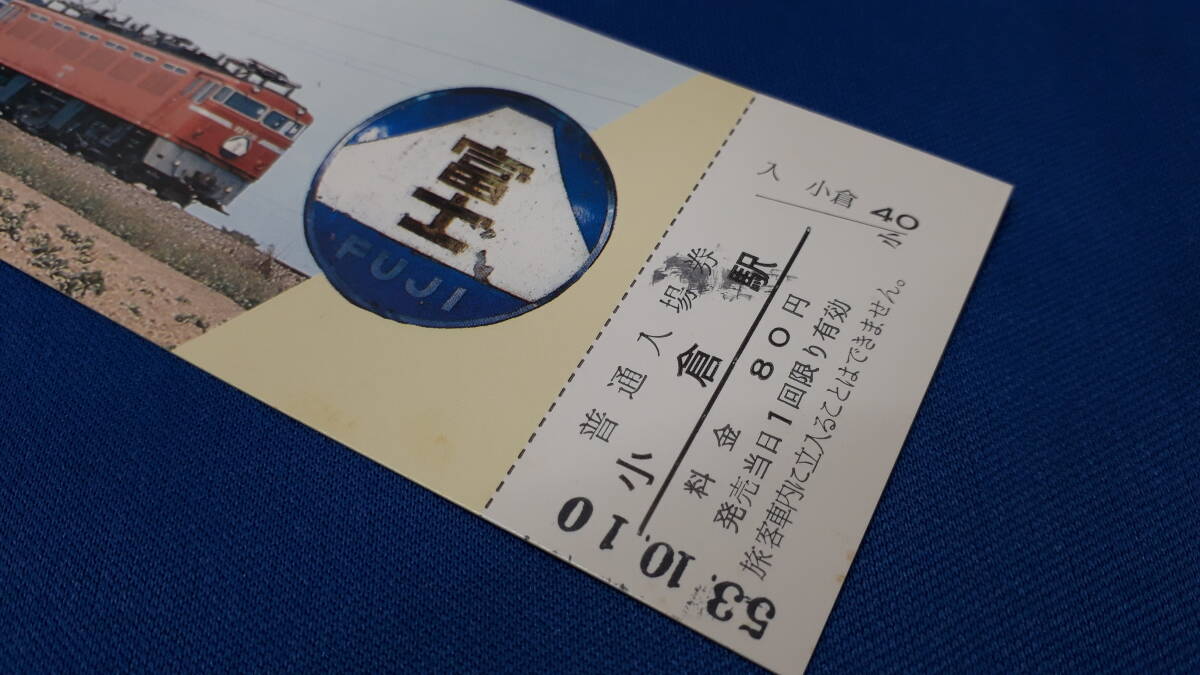 富士
FUJI
入 小倉 40
小
普通入場券
小倉駅
料金 80円
発売当日1回限り有効
旅客車内に立入ることはできません。
53.10.10